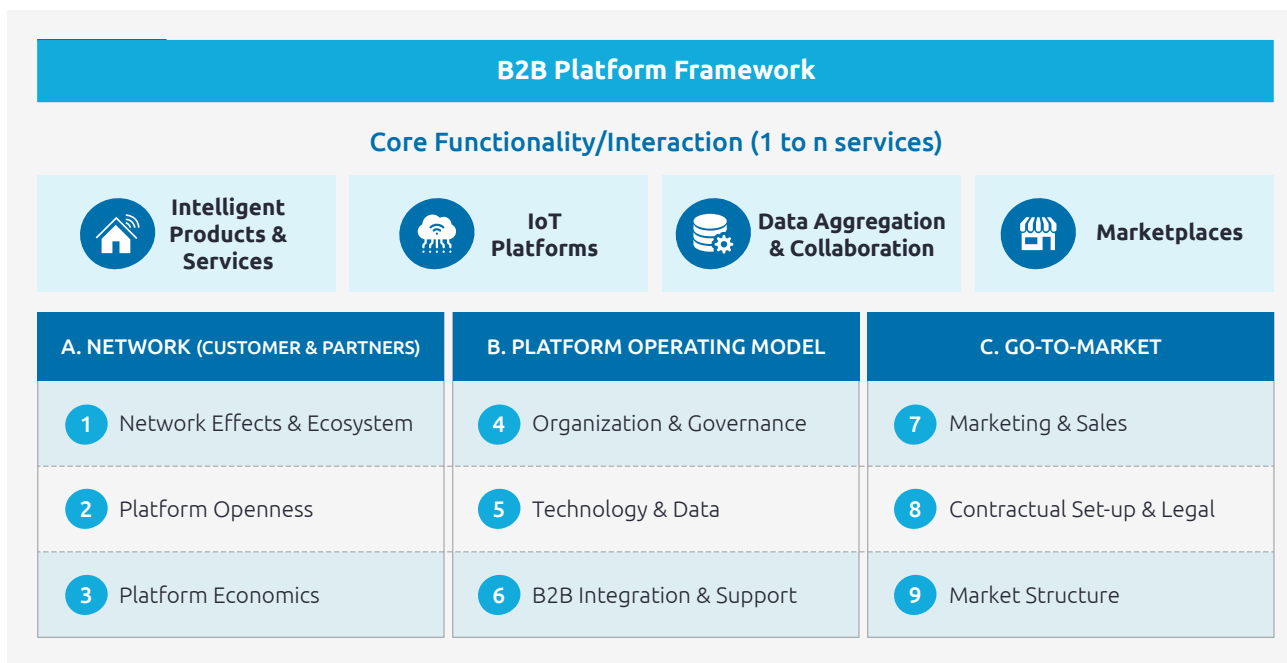 B2B Platform Framework
Core Functionality/Interaction (1 to n services)
Intelligent
Products &
Services
IoT
Platforms
Data Aggregation
& Collaboration
Marketplaces
A. NETWORK (CUSTOMER & PARTNERS)
1 Network Effects & Ecosystem
2 Platform Openness
3 Platform Economics
B. PLATFORM OPERATING MODEL
4 Organization & Governance
5 Technology & Data
6 B2B Integration & Support
C. GO-TO-MARKET
7 Marketing & Sales
8 Contractual Set-up & Legal
9 Market Structure